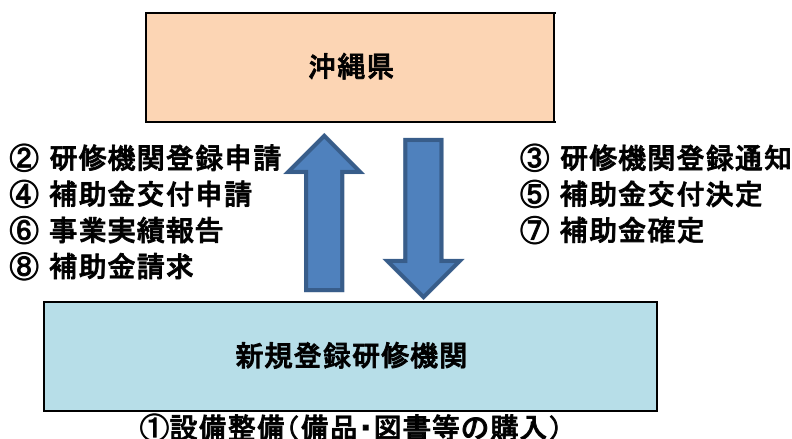 沖縄県
② 研修機関登録申請
④ 補助金交付申請
⑥ 事業実績報告
⑧ 補助金請求
③ 研修機関登録通知
⑤ 補助金交付決定
⑦ 補助金確定
新規登録研修機関
①設備整備（備品・図書等の購入）